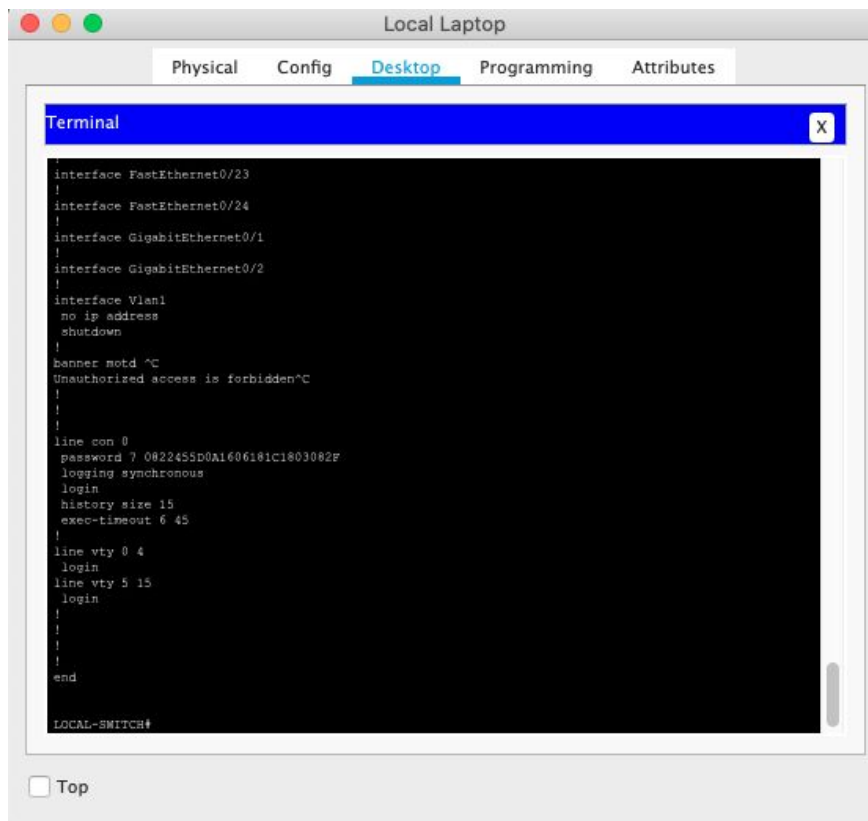 Local Laptop
Physical Config Desktop Programming Attributes
Terminal
X
!
interface FastEthernet0/23
!
interface FastEthernet0/24
!
interface GigabitEthernet0/1
!
interface GigabitEthernet0/2
!
interface Vlan1
no ip address
shutdown
!
banner motd ^C
Unauthorized access is forbidden^C
!
!
!
line con 0
password 7 0822455D0A1606181C1803082F
logging synchronous
login
history size 15
exec-timeout 6 45
!
line vty 0 4
login
line vty 5 15
login
!
!
!
!
end
LOCAL-SWITCH#
Top